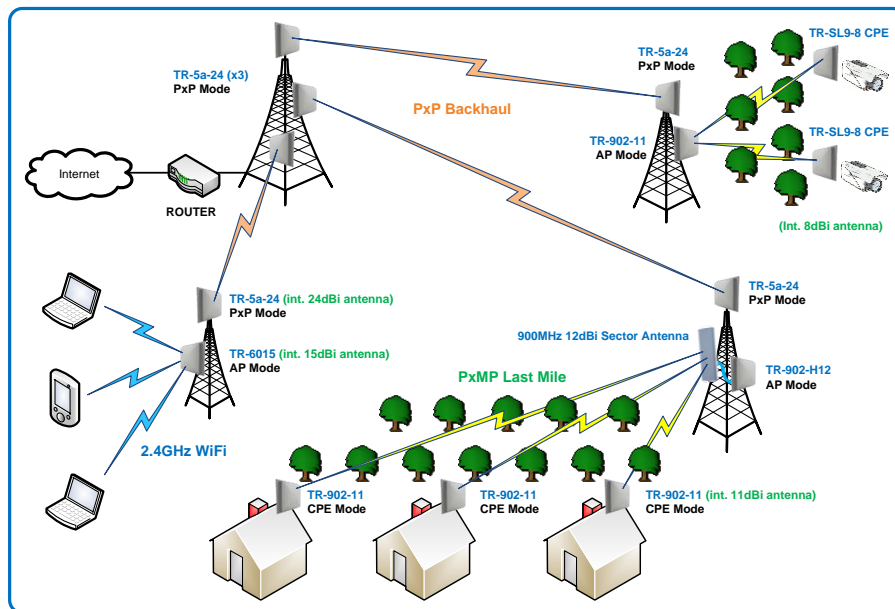 TR-5a-24 (x3)
PxP Mode
PxP Backhaul
TR-5a-24
PxP Mode
TR-902-11
AP Mode
TR-SL9-8 CPE
TR-SL9-8 CPE
(Int. 8dBi antenna)
Internet
ROUTER
TR-5a-24 (int. 24dBi antenna)
PxP Mode
TR-6015 (int. 15dBi antenna)
AP Mode
2.4GHz WiFi
TR-5a-24
PxP Mode
900MHz 12dBi Sector Antenna
TR-902-H12
AP Mode
PxMP Last Mile
TR-902-11
CPE Mode
TR-902-11
CPE Mode
TR-902-11 (int. 11dBi antenna)
CPE Mode